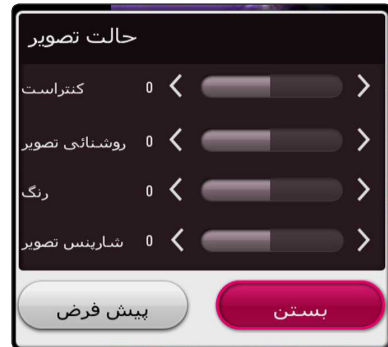 حالت تصویر
کنتراست 0
روشنائی تصویر 0
رنگ 0
شارپنس تصویر 0
پیش فرض
بستن